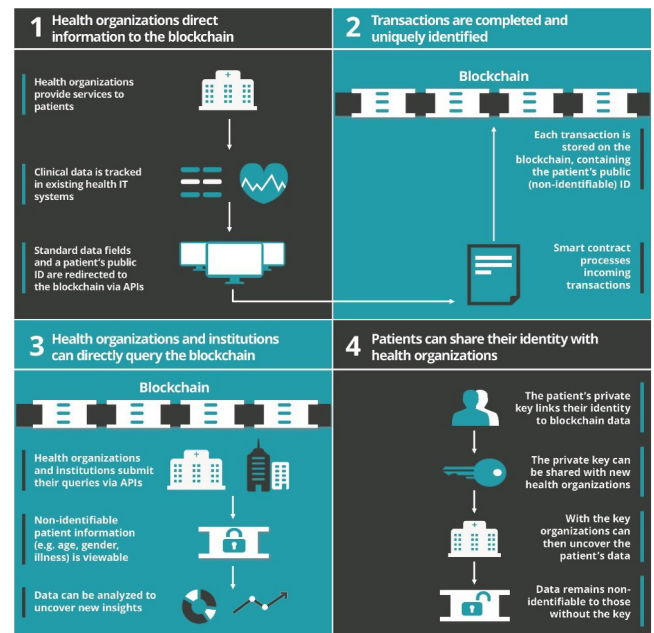 1 Health organizations direct
information to the blockchain
Health organizations
provide services to
patients
Clinical data is tracked
in existing health IT
systems
Standard data fields
and a patient's public
ID are redirected to
the blockchain via APIs
2 Transactions are completed and
uniquely identified
Blockchain
Each transaction is
stored on the
blockchain, containing
the patient's public
(non-identifiable) ID
Smart contract
processes
incoming
transactions
3 Health organizations and institutions
can directly query the blockchain
Blockchain
Health organizations
and institutions submit
their queries via APIs
Non-identifiable
patient information
(e.g. age, gender,
illness) is viewable
Data can be analyzed to
uncover new insights
4 Patients can share their identity with
health organizations
The patient's private
key links their identity
to blockchain data
The private key can
be shared with new
health organizations
With the key
organizations can
then uncover the
patient's data
Data remains non-
identifiable to those
without the key